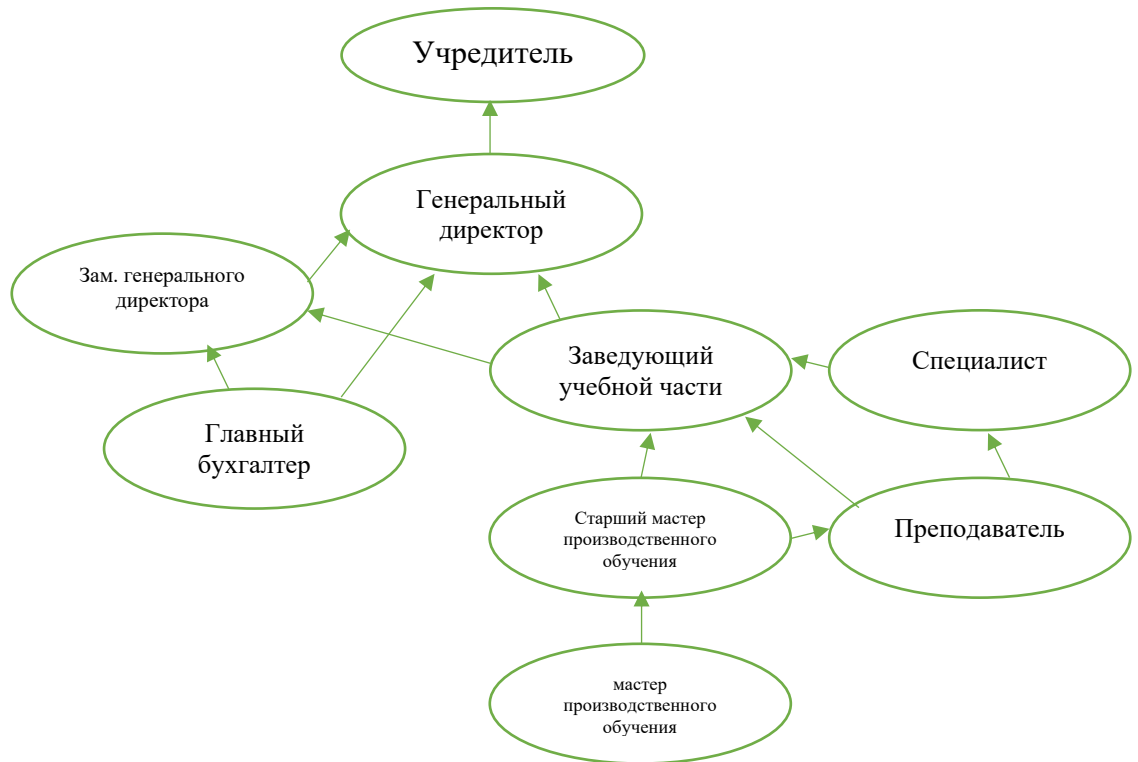 Учредитель
Генеральный
директор
Зам. генерального
директора
Заведующий
учебной части
Специалист
Главный
бухгалтер
Старший мастер
производственного
обучения
Преподаватель
мастер
производственного
обучения